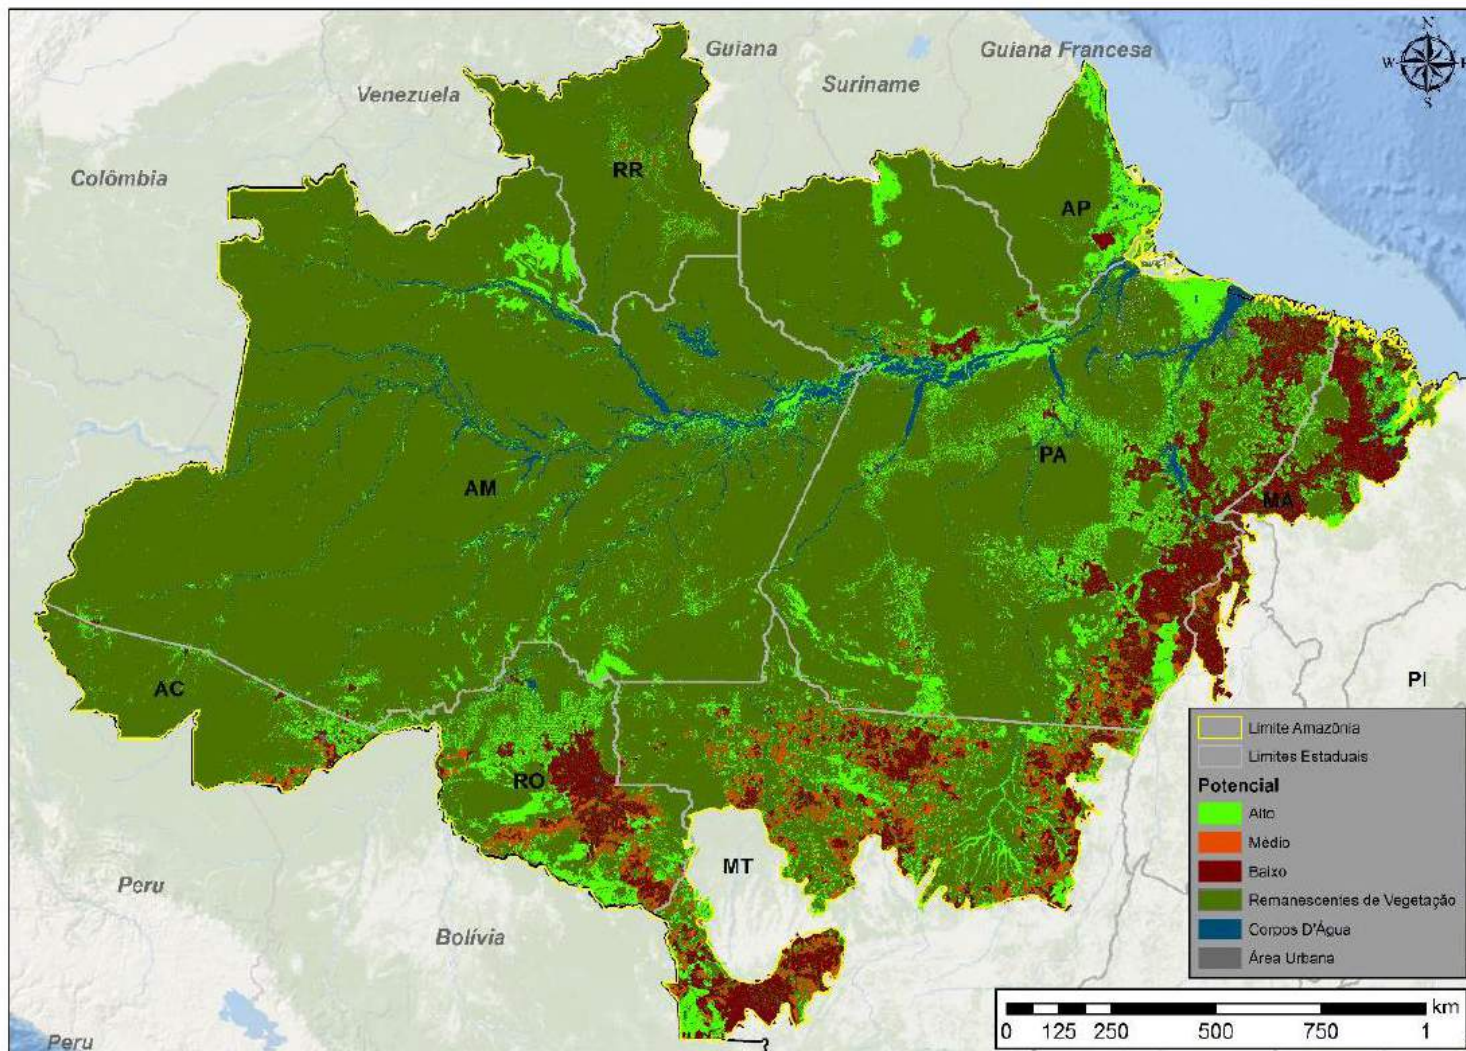 N
W
E
S
Guiana
Guiana Francesa
Suriname
Venezuela
Colômbia
RR
AP
AM
PA
MA
AC
RO
MT
PI
Peru
Bolívia
Peru
Limite Amazônia
Limites Estaduais
Potencial
Alto
Médio
Baixo
Remanescentes de Vegetação
Corpos D'Água
Área Urbana
km
0 125 250 500 750 1